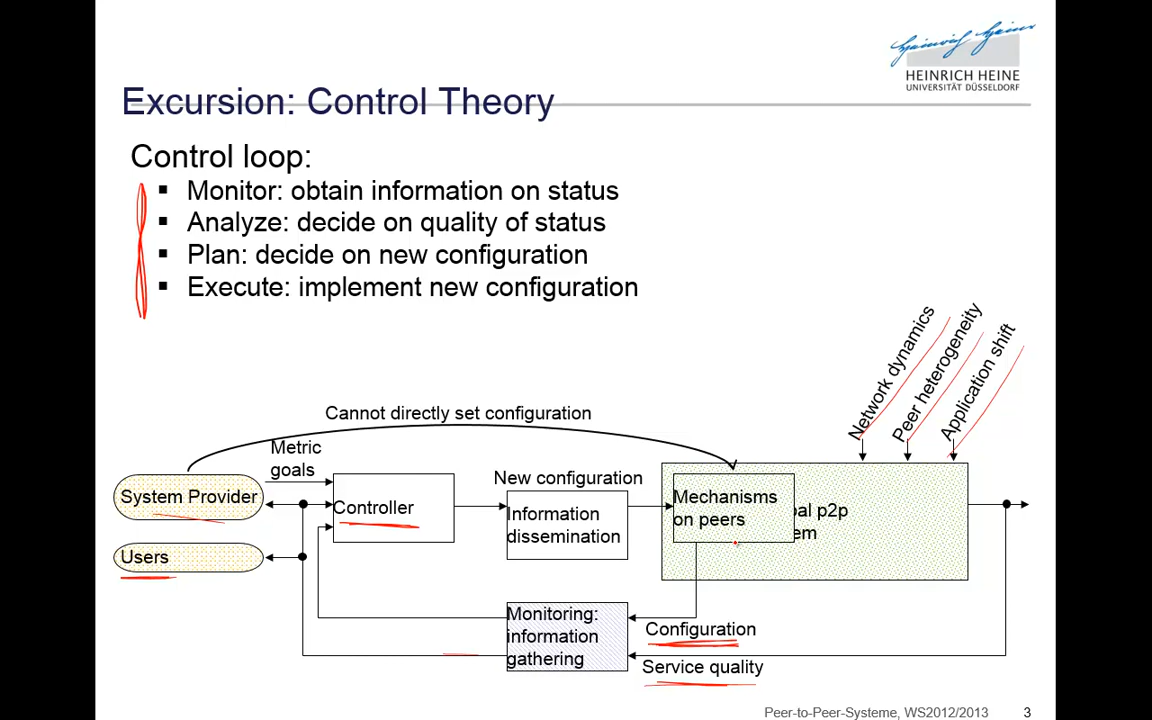 Heinrich Heine
HEINRICH HEINE
UNIVERSITÄT DÜSSELDORF
Excursion: Control Theory
Control loop:
▪ Monitor: obtain information on status
▪ Analyze: decide on quality of status
▪ Plan: decide on new configuration
▪ Execute: implement new configuration
Network dynamics
Peer heterogeneity
Application shift
Cannot directly set configuration
Metric
goals
System Provider
Controller
New configuration
Information
dissemination
Mechanisms
on peers
p2p
Users
Monitoring:
information
gathering
Configuration
Service quality
Peer-to-Peer-Systeme, WS2012/2013 3